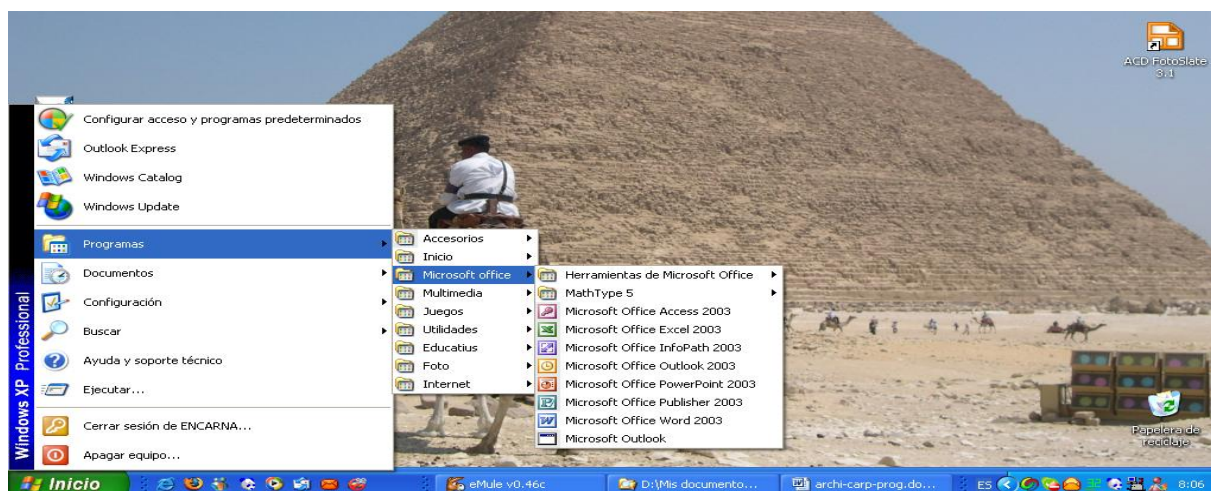 ACD FotoSlate
3.1
Configurar acceso y programas predeterminados
Outlook Express
Windows Catalog
Windows Update
Programas
Documentos
Configuración
Buscar
Ayuda y soporte técnico
Ejecutar...
Cerrar sesión de ENCARNA...
Apagar equipo...
Windows XP Professional
Accesorios
Inicio
Microsoft office
Multimedia
Juegos
Utilidades
Educatius
Foto
Internet
Herramientas de Microsoft Office
MathType 5
Microsoft Office Access 2003
Microsoft Office Excel 2003
Microsoft Office InfoPath 2003
Microsoft Office Outlook 2003
Microsoft Office PowerPoint 2003
Microsoft Office Publisher 2003
Microsoft Office Word 2003
Microsoft Outlook
Papelera de
reciclaje
Inicio
eMule v0.46c
D:\Mis documento...
archi-carp-prog.do...
ES
8:06